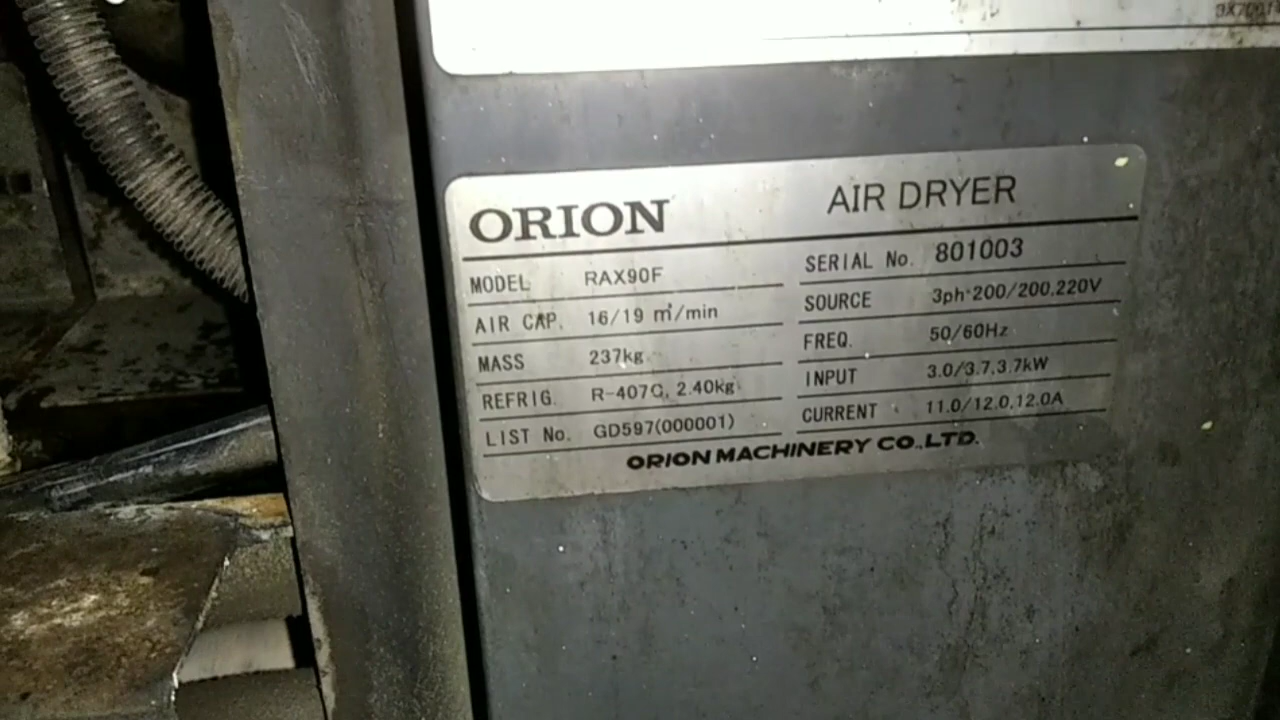 ORION AIR DRYER
MODEL RAX90F
AIR CAP. 16/19 m³/min
MASS 237kg
REFRIG. R-407C, 2.40kg
LIST No. GD597(000001)
SERIAL No. 801003
SOURCE 3ph·200/200,220V
FREQ. 50/60Hz
INPUT 3.0/3.7,3.7kW
CURRENT 11.0/12.0,12.0A
ORION MACHINERY CO.,LTD.